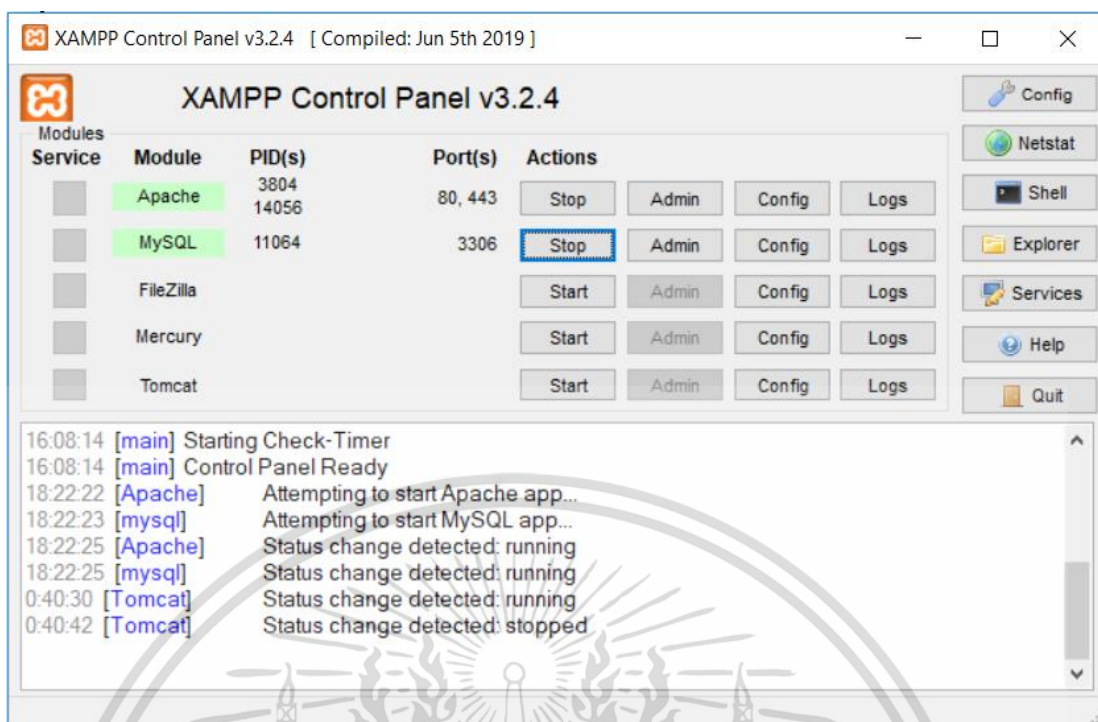 XAMPP Control Panel v3.2.4 [ Compiled: Jun 5th 2019 ]
XAMPP Control Panel v3.2.4
Config
Modules
Service Module PID(s) Port(s) Actions
Netstat
Apache 3804 14056 80, 443 Stop Admin Config Logs
Shell
MySQL 11064 3306 Stop Admin Config Logs
Explorer
FileZilla Start Admin Config Logs
Services
Mercury Start Admin Config Logs
Help
Tomcat Start Admin Config Logs
Quit
16:08:14 [main] Starting Check-Timer
16:08:14 [main] Control Panel Ready
18:22:22 [Apache] Attempting to start Apache app...
18:22:23 [mysql] Attempting to start MySQL app...
18:22:25 [Apache] Status change detected: running
18:22:25 [mysql] Status change detected: running
0:40:30 [Tomcat] Status change detected: running
0:40:42 [Tomcat] Status change detected: stopped